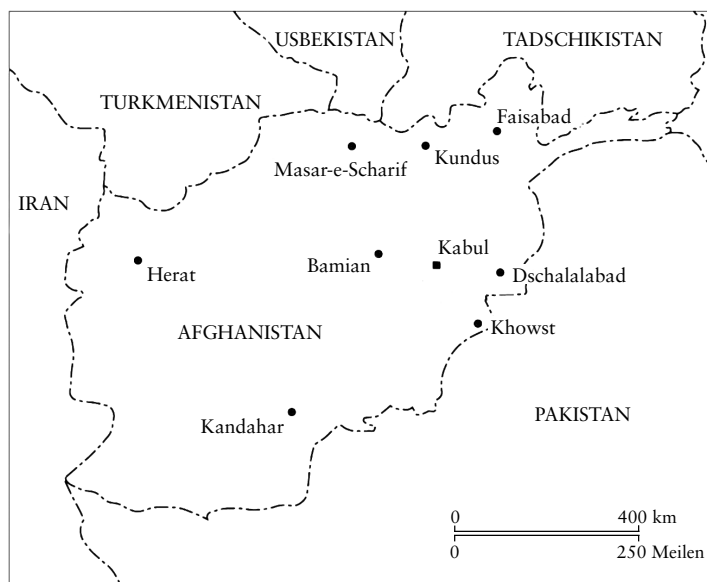 USBEKISTAN
TADSCHIKISTAN
TURKMENISTAN
Faisabad
Masar-e-Scharif
Kundus
IRAN
Herat
Bamian
Kabul
Dschalalabad
AFGHANISTAN
Khowst
Kandahar
PAKISTAN
0 400 km
0 250 Meilen